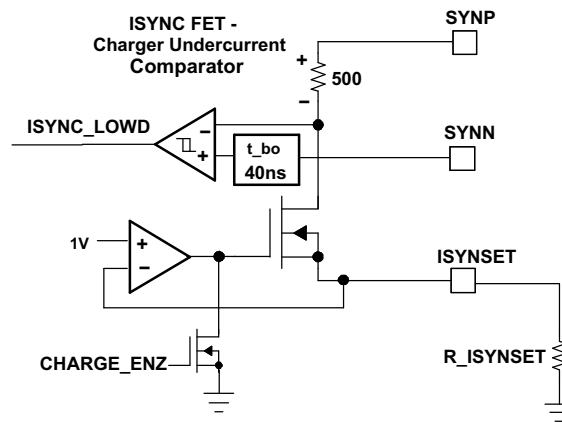 ISYNC FET -
Charger Undercurrent
Comparator
SYNP
+
500
−
ISYNC_LOWD
−
+
t_bo
40ns
SYNN
1V
+
−
ISYNSET
CHARGE_ENZ
R_ISYNSET